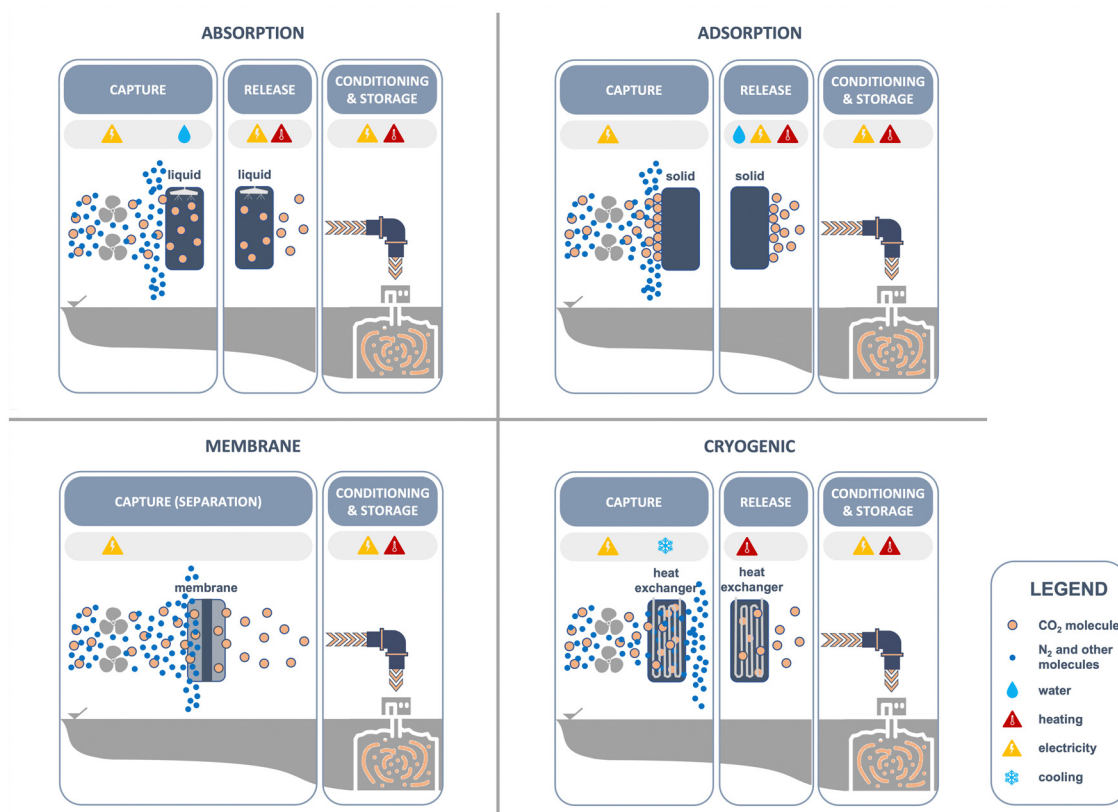 ABSORPTION
CAPTURE
RELEASE
CONDITIONING
& STORAGE
liquid
liquid
ADSORPTION
CAPTURE
RELEASE
CONDITIONING
& STORAGE
solid
solid
MEMBRANE
CAPTURE (SEPARATION)
CONDITIONING
& STORAGE
membrane
CRYOGENIC
CAPTURE
RELEASE
CONDITIONING
& STORAGE
heat
exchanger
heat
exchanger
LEGEND
CO₂ molecule
N₂ and other
molecules
water
heating
electricity
cooling